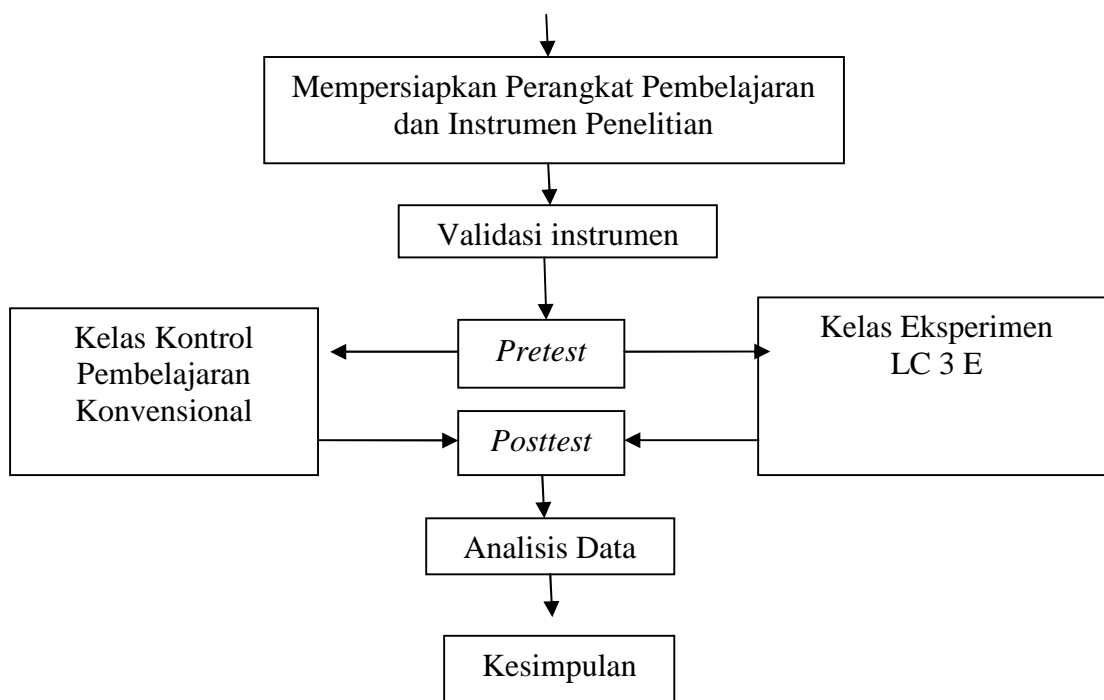 Mempersiapkan Perangkat Pembelajaran
dan Instrumen Penelitian
Validasi instrumen
Kelas Kontrol
Pembelajaran
Konvensional
Pretest
Kelas Eksperimen
LC 3 E
Posttest
Analisis Data
Kesimpulan